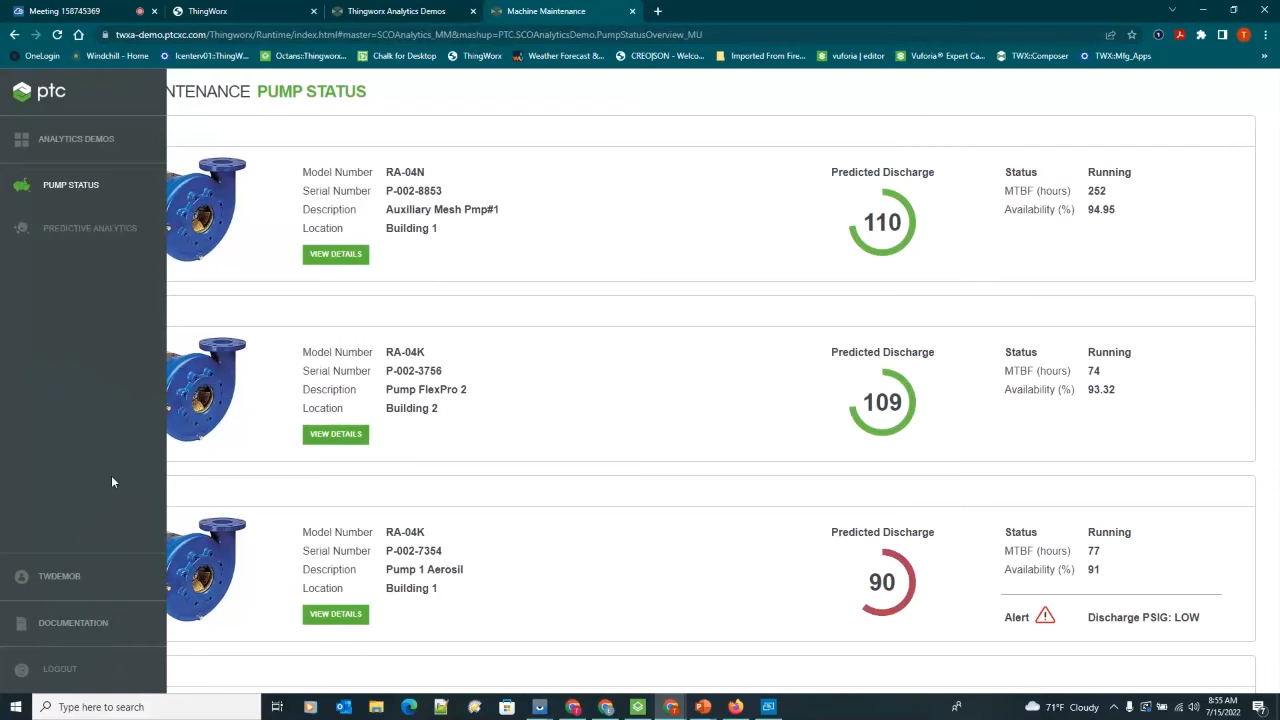 Meeting 158745369
ThingWorx
Thingworx Analytics Demos
Machine Maintenance
twxa-demo.ptcxc.com/Thingworx/Runtime/index.html#master=SCOAnalytics_MM&mashup=PTC.SCOAnalyticsDemo.PumpStatusOverview_MU
OneLogin
Windchill - Home
Icenterv01::ThingW...
Octans::Thingworx...
Chalk for Desktop
ThingWorx
Weather Forecast &...
CREO|SON - Welco...
Imported From Fire...
vuforia | editor
Vuforia® Expert Ca...
TWX::Composer
TWX::Mfg_Apps
ptc
NTENANCE PUMP STATUS
ANALYTICS DEMOS
PUMP STATUS
PREDICTIVE ANALYTICS
Model Number RA-04N
Serial Number P-002-8853
Description Auxiliary Mesh Pmp#1
Location Building 1
VIEW DETAILS
Predicted Discharge
110
Status Running
MTBF (hours) 252
Availability (%) 94.95
Model Number RA-04K
Serial Number P-002-3756
Description Pump FlexPro 2
Location Building 2
VIEW DETAILS
Predicted Discharge
109
Status Running
MTBF (hours) 74
Availability (%) 93.32
Model Number RA-04K
Serial Number P-002-7354
Description Pump 1 Aerosil
Location Building 1
VIEW DETAILS
Predicted Discharge
90
Status Running
MTBF (hours) 77
Availability (%) 91
Alert Discharge PSIG: LOW
TWDEMOB
DOCUMENTATION
LOGOUT
Type here to search
71°F Cloudy
8:55 AM
7/15/2022